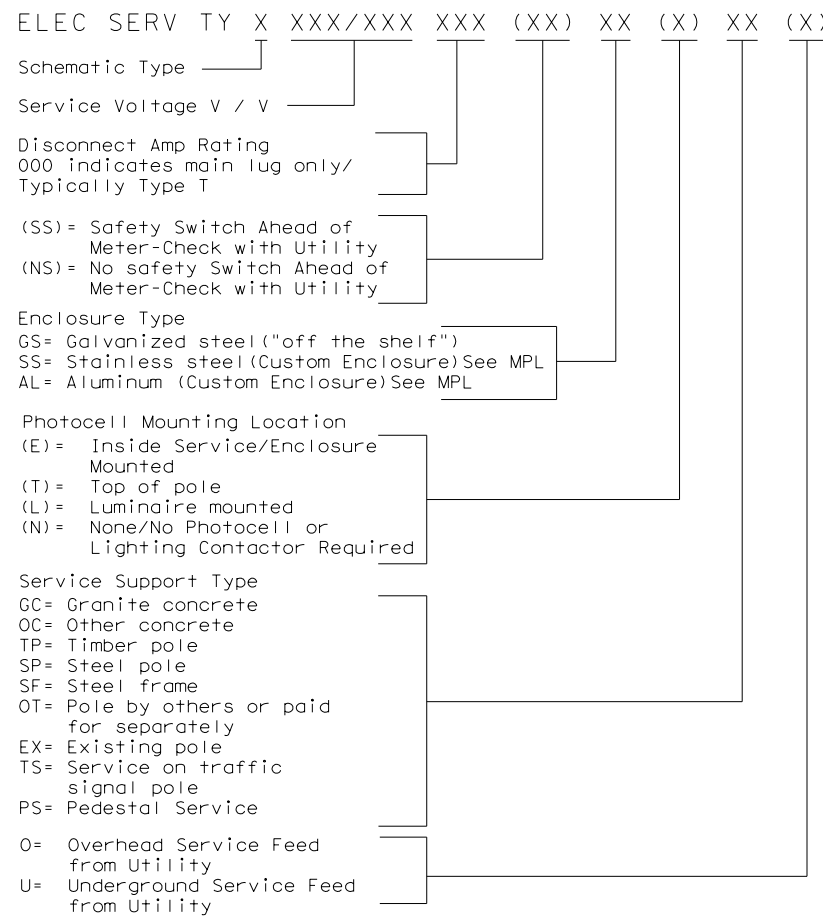 ELEC SERV TY X XXX/XXX XXX (XX) XX (X) XX (X)
Schematic Type
Service Voltage V / V
Disconnect Amp Rating
000 indicates main lug only/
Typically Type T
(SS)= Safety Switch Ahead of
Meter-Check with Utility
(NS)= No safety Switch Ahead of
Meter-Check with Utility
Enclosure Type
GS= Galvanized steel("off the shelf")
SS= Stainless steel(Custom Enclosure)See MPL
AL= Aluminum (Custom Enclosure)See MPL
Photocell Mounting Location
(E)= Inside Service/Enclosure
Mounted
(T)= Top of pole
(L)= Luminaire mounted
(N)= None/No Photocell or
Lighting Contactor Required
Service Support Type
GC= Granite concrete
OC= Other concrete
TP= Timber pole
SP= Steel pole
SF= Steel frame
OT= Pole by others or paid
for separately
EX= Existing pole
TS= Service on traffic
signal pole
PS= Pedestal Service
O= Overhead Service Feed
from Utility
U= Underground Service Feed
from Utility